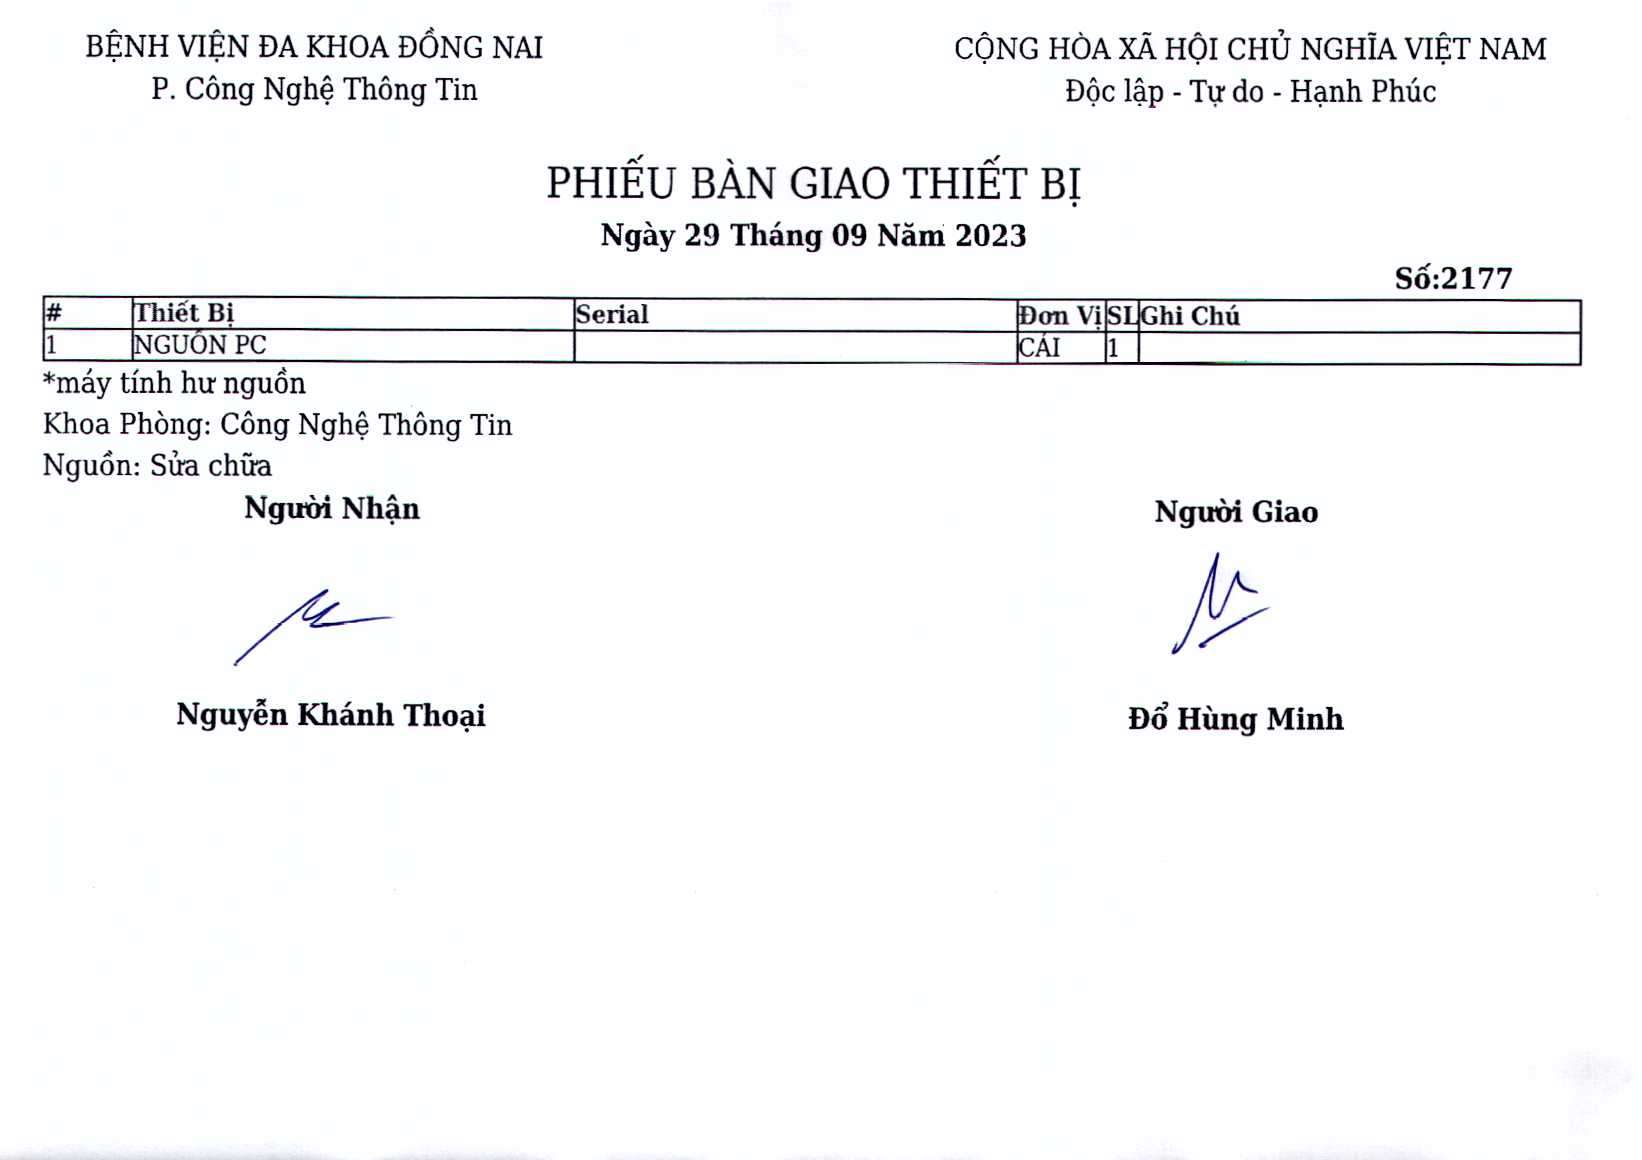 BỆNH VIỆN ĐA KHOA ĐỒNG NAI
P. Công Nghệ Thông Tin
CỘNG HÒA XÃ HỘI CHỦ NGHĨA VIỆT NAM
Độc lập - Tự do - Hạnh Phúc
PHIẾU BÀN GIAO THIẾT BỊ
Ngày 29 Tháng 09 Năm 2023
Số:2177
# Thiết Bị Serial Đơn Vị SL Ghi Chú
1 NGUỒN PC CÁI 1
*máy tính hư nguồn
Khoa Phòng: Công Nghệ Thông Tin
Nguồn: Sửa chữa
Người Nhận Người Giao
Nguyễn Khánh Thoại Đổ Hùng Minh